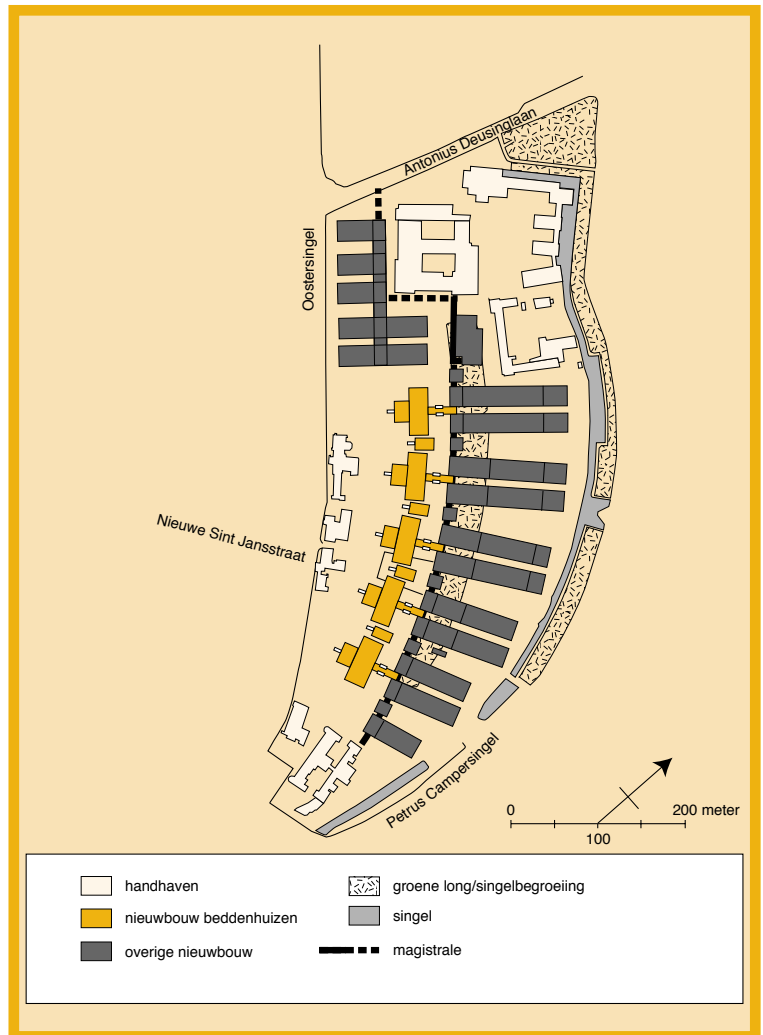 Antonius Deusinglaan
Oostersingel
Nieuwe Sint Jansstraat
Petrus Campersingel
0
200 meter
100
handhaven
groene long/singelbegroeiing
nieuwbouw beddenhuizen
singel
overige nieuwbouw
magistrale